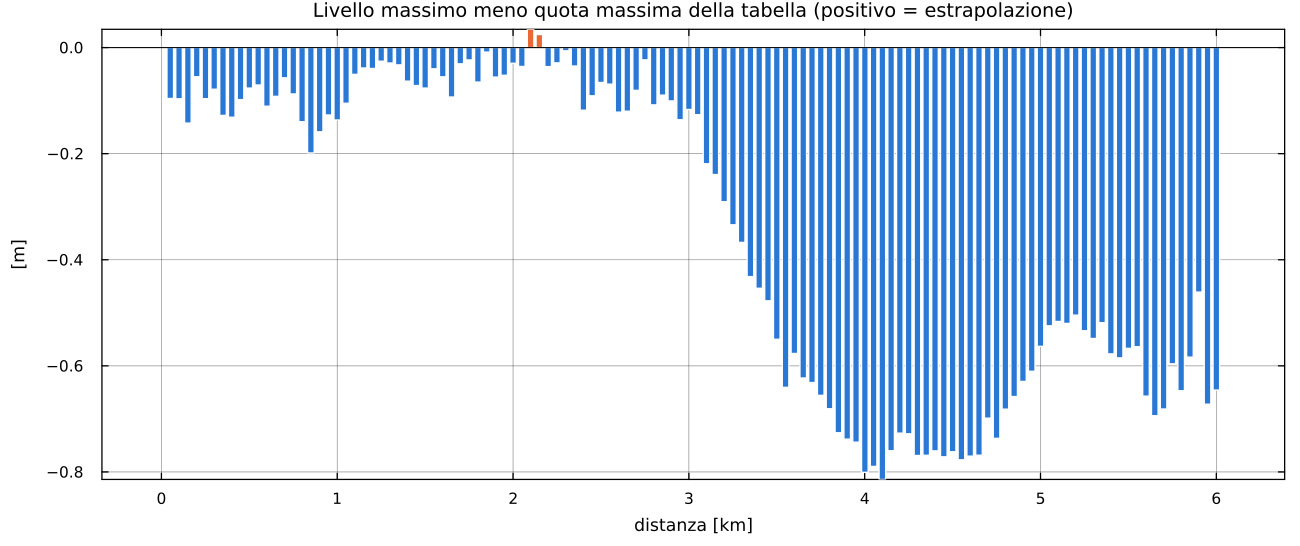 Livello massimo meno quota massima della tabella (positivo = estrapolazione)
0.0
−0.2
−0.4
−0.6
−0.8
[m]
0 1 2 3 4 5 6
distanza [km]